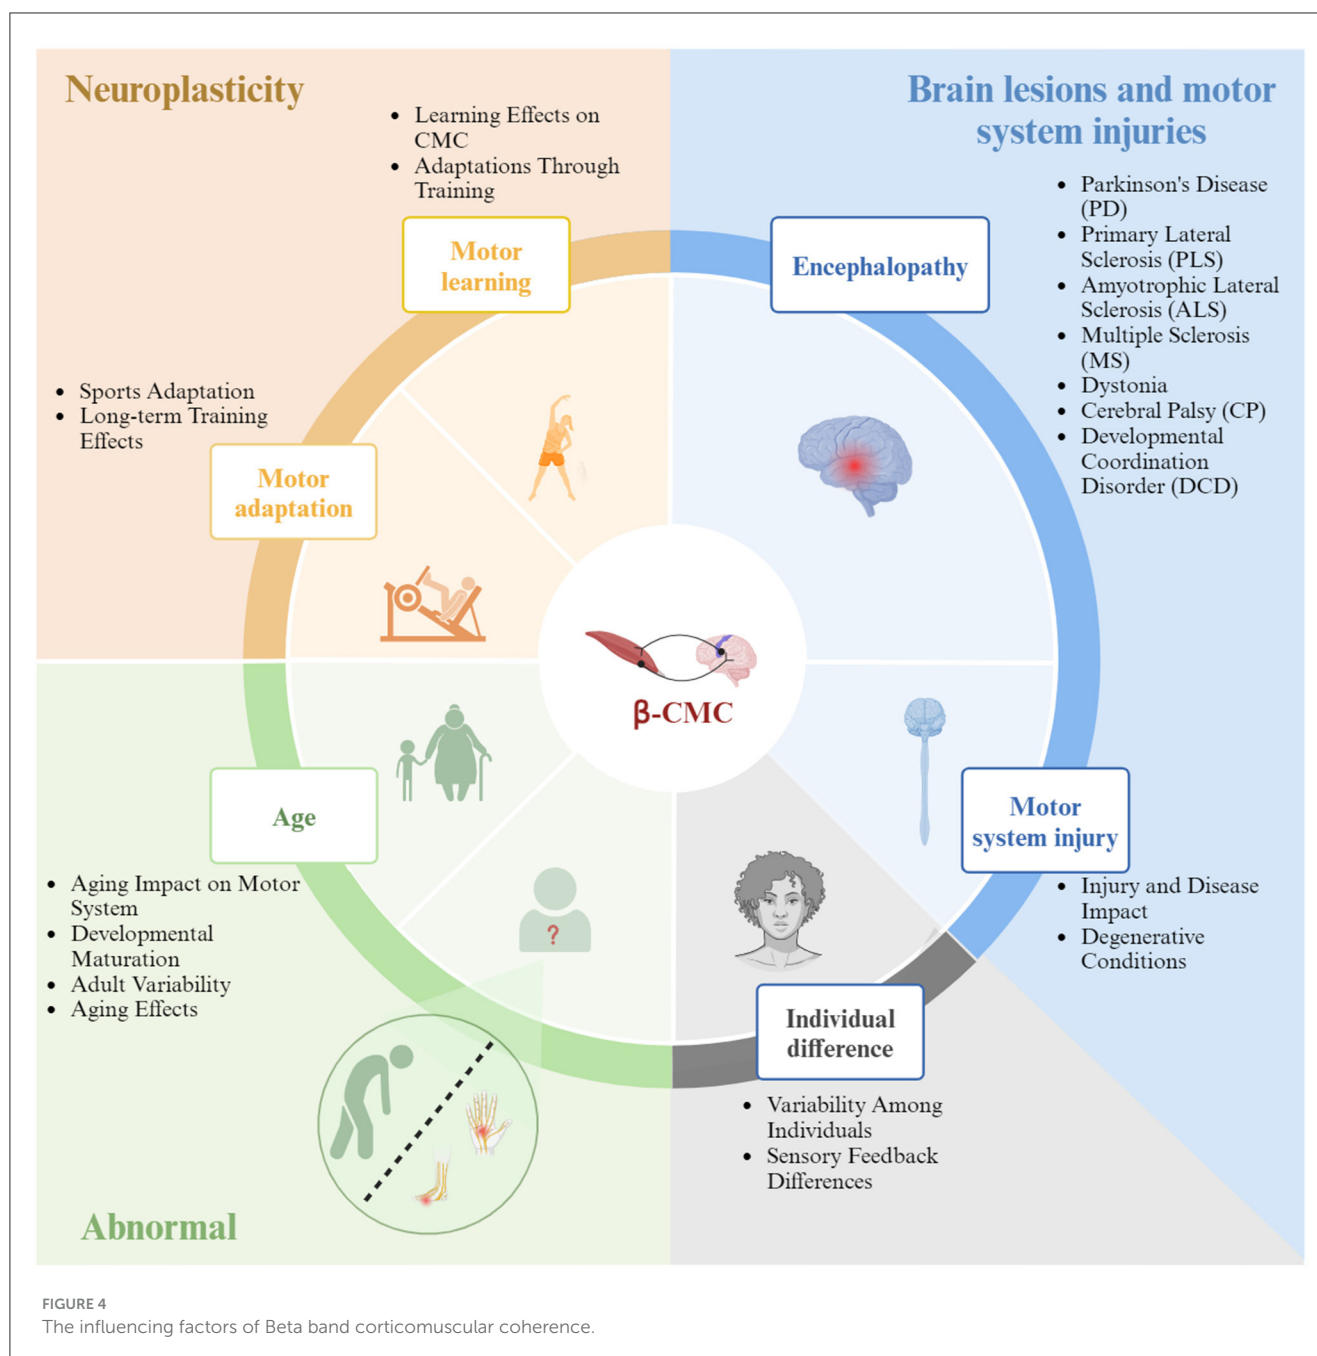 Neuroplasticity
• Learning Effects on
CMC
• Adaptations Through
Training
Motor
learning
• Sports Adaptation
• Long-term Training
Effects
Motor
adaptation
Brain lesions and motor
system injuries
• Parkinson's Disease
(PD)
• Primary Lateral
Sclerosis (PLS)
• Amyotrophic Lateral
Sclerosis (ALS)
• Multiple Sclerosis
(MS)
• Dystonia
• Cerebral Palsy (CP)
• Developmental
Coordination
Disorder (DCD)
Encephalopathy
β-CMC
Motor
system injury
• Injury and Disease
Impact
• Degenerative
Conditions
Age
• Aging Impact on Motor
System
• Developmental
Maturation
• Adult Variability
• Aging Effects
?
Abnormal
Individual
difference
• Variability Among
Individuals
• Sensory Feedback
Differences
FIGURE 4
The influencing factors of Beta band corticomuscular coherence.